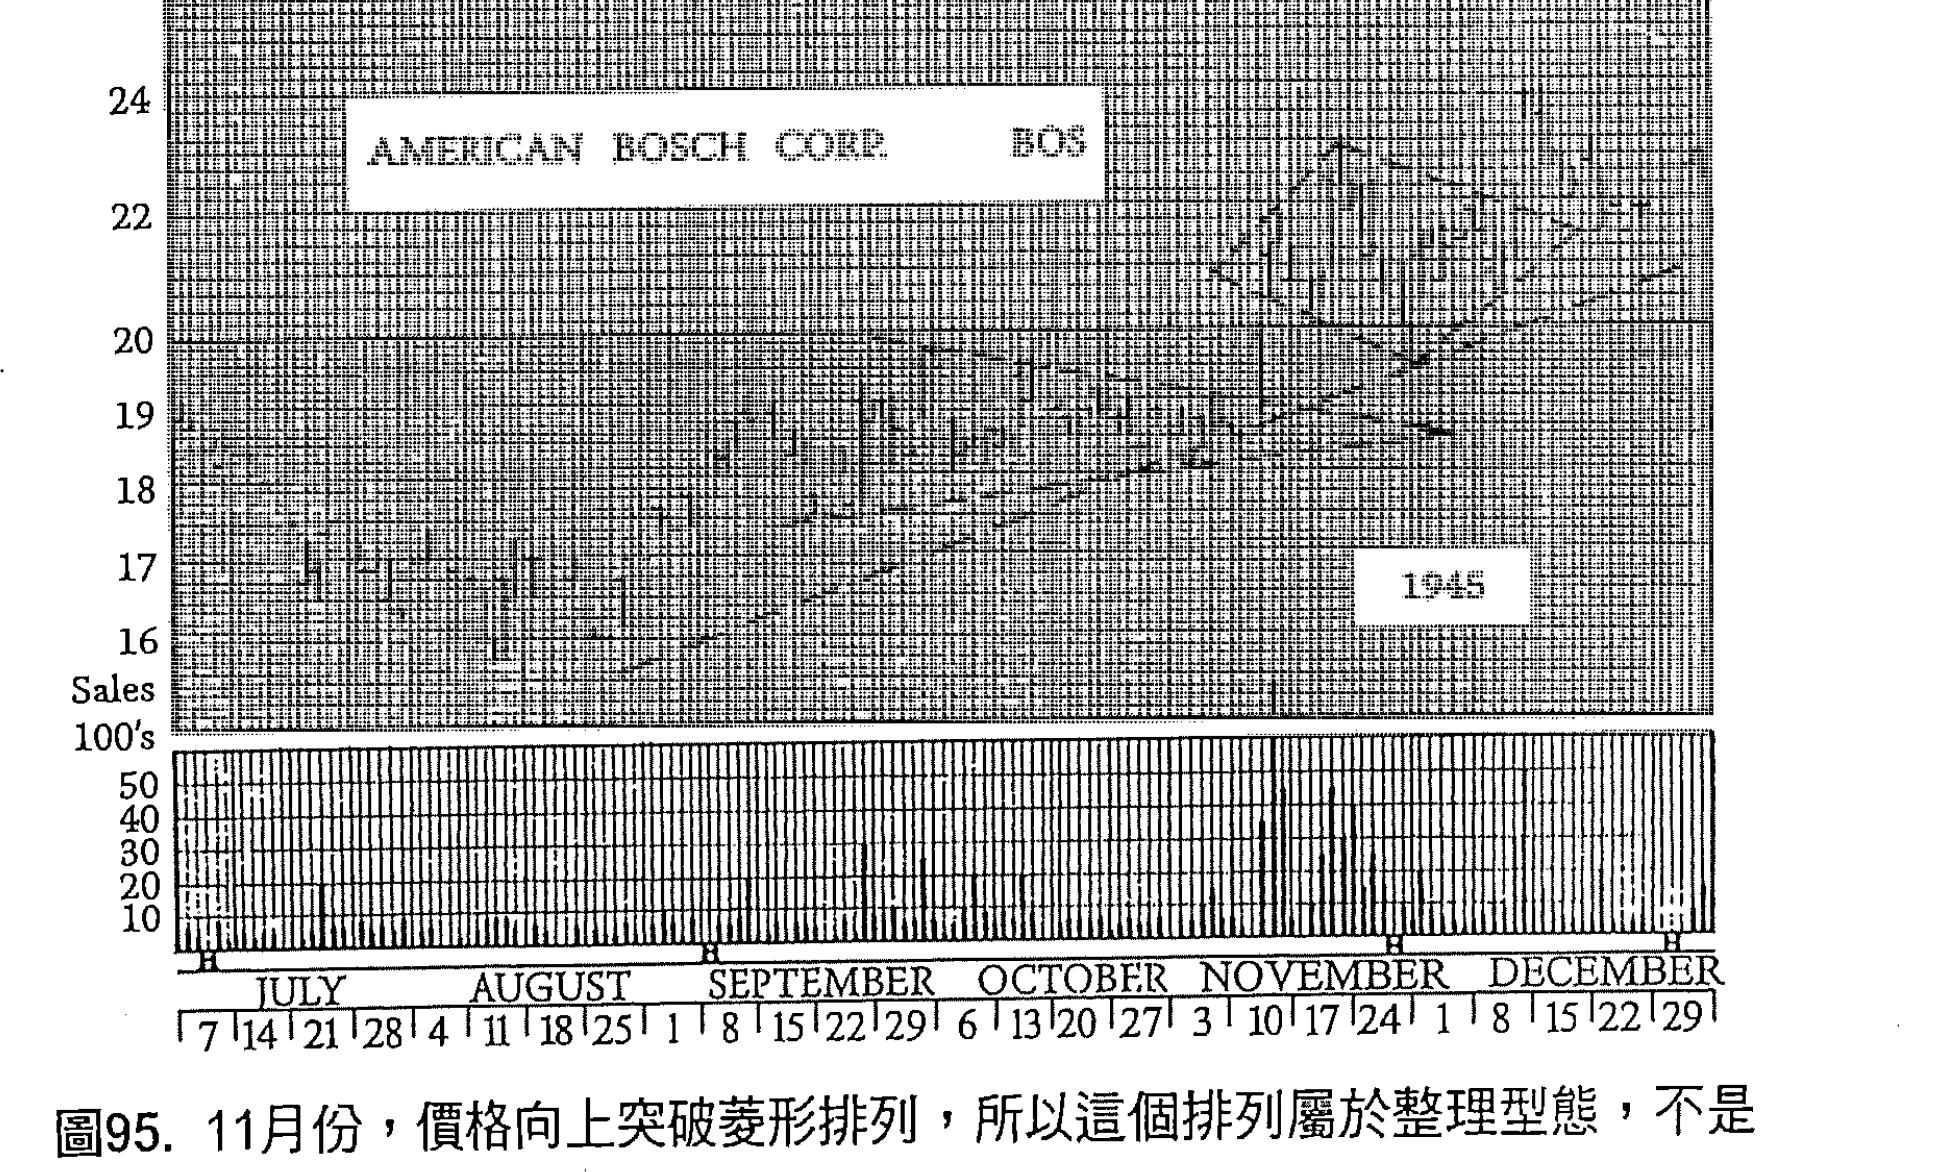 24
AMERICAN BOSCH CORP. BOS
22
20
19
18
17
1945
16
Sales
100's
50
40
30
20
10
H H H H
JULY AUGUST SEPTEMBER OCTOBER NOVEMBER DECEMBER
7 14 21 28 4 11 18 25 1 8 15 22 29 6 13 20 27 3 10 17 24 1 8 15 22 29
圖95. 11月份，價格向上突破菱形排列，所以這個排列屬於整理型態，不是